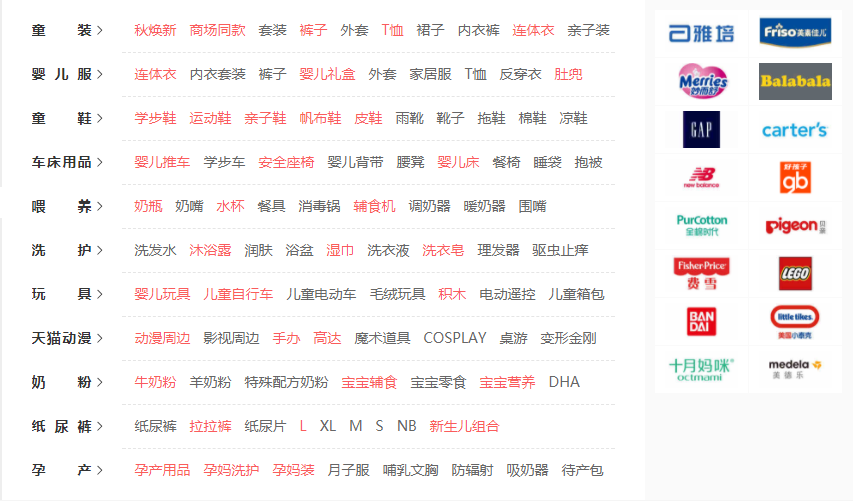 童装> 秋焕新 商场同款 套装 裤子 外套 T恤 裙子 内衣裤 连体衣 亲子装
婴儿服> 连体衣 内衣套装 裤子 婴儿礼盒 外套 家居服 T恤 反穿衣 肚兜
童鞋> 学步鞋 运动鞋 亲子鞋 帆布鞋 皮鞋 雨靴 靴子 拖鞋 棉鞋 凉鞋
车床用品> 婴儿推车 学步车 安全座椅 婴儿背带 腰凳 婴儿床 餐椅 睡袋 抱被
喂养> 奶瓶 奶嘴 水杯 餐具 消毒锅 辅食机 调奶器 暖奶器 围嘴
洗护> 洗发水 沐浴露 润肤 浴盆 湿巾 洗衣液 洗衣皂 理发器 驱虫止痒
玩具> 婴儿玩具 儿童自行车 儿童电动车 毛绒玩具 积木 电动遥控 儿童箱包
天猫动漫> 动漫周边 影视周边 手办 高达 魔术道具 COSPLAY 桌游 变形金刚
奶粉> 牛奶粉 羊奶粉 特殊配方奶粉 宝宝辅食 宝宝零食 宝宝营养 DHA
纸尿裤> 纸尿裤 拉拉裤 纸尿片 L XL M S NB 新生儿组合
孕产> 孕产用品 孕妈洗护 孕妈装 月子服 哺乳文胸 防辐射 吸奶器 待产包
雅培 Friso美素佳儿
Merries
妙而舒
Balabala
GAP carter's
new balance
好孩子
gb
PurCotton
全棉时代
Pigeon 贝亲
Fisher-Price
费雪
LEGO
BAN
DAI
little tikes
美国小泰克
十月妈咪
octmami
medela
美德乐